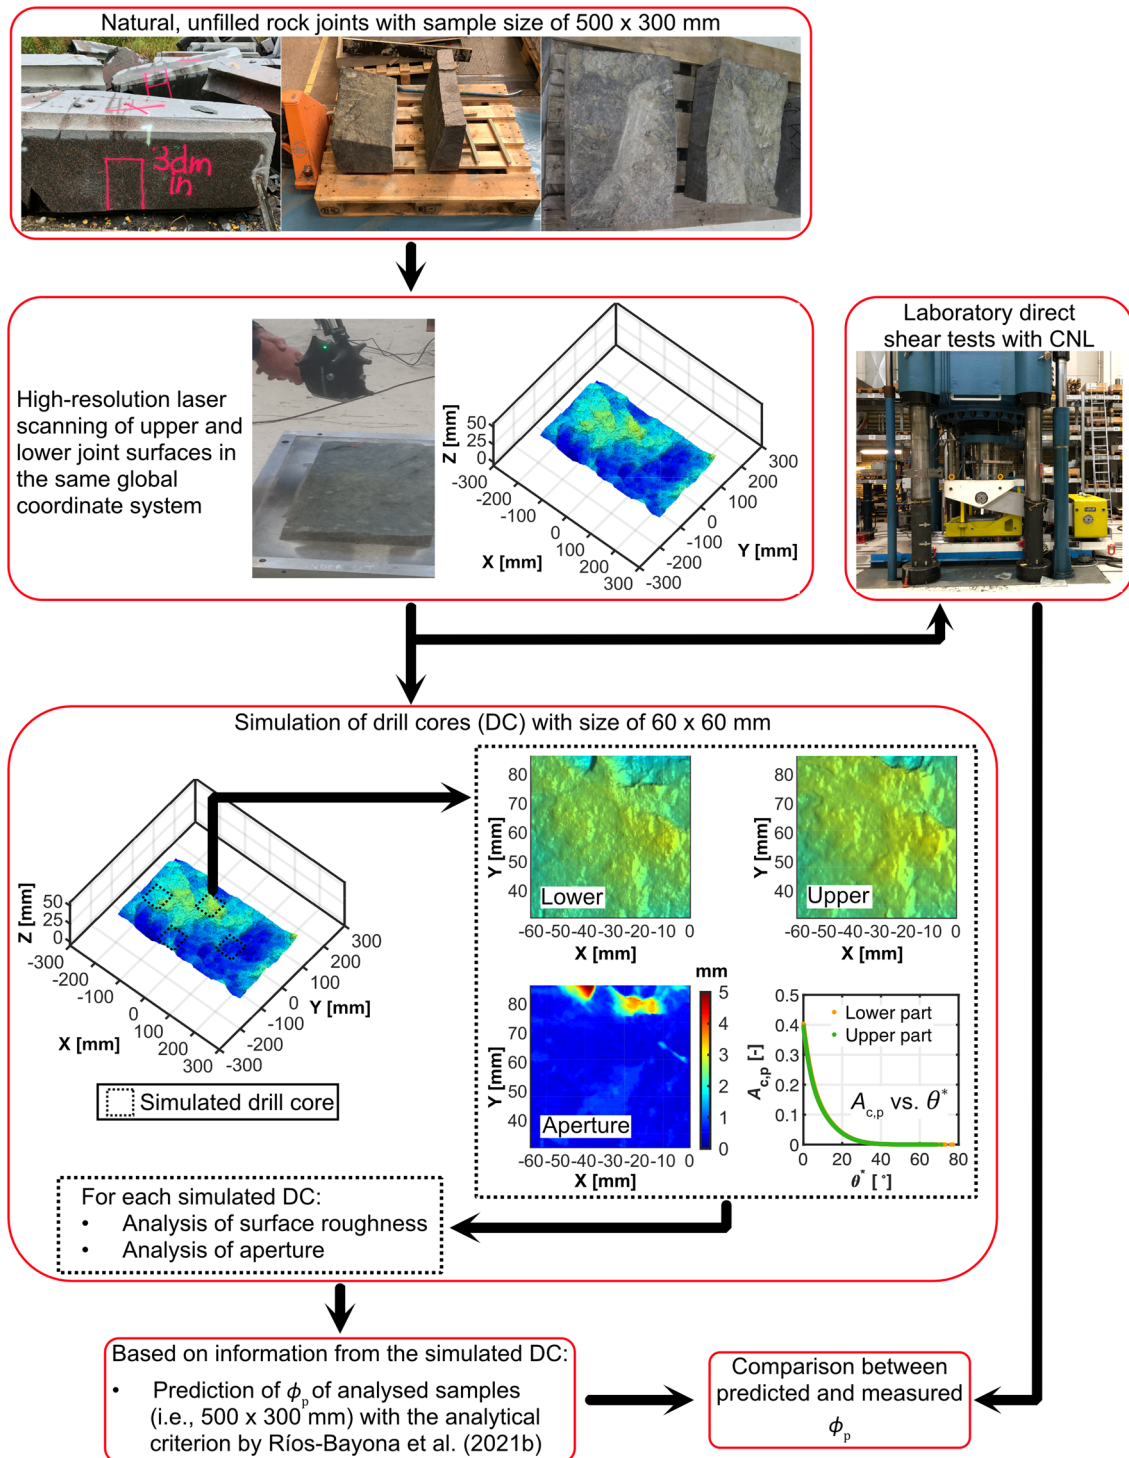 Natural, unfilled rock joints with sample size of 500 x 300 mm
3dm
in
High-resolution laser
scanning of upper and
lower joint surfaces in
the same global
coordinate system
Z [mm]
50
25
0
-300
-200
-100
0
100
200
300
X [mm]
300
200
100
0
-100
-200
-300
Y [mm]
Laboratory direct
shear tests with CNL
Simulation of drill cores (DC) with size of 60 x 60 mm
Z [mm]
50
25
0
-300
-200
-100
0
100
200
300
X [mm]
300
200
100
0
-100
-200
-300
Y [mm]
Simulated drill core
Y [mm]
80
70
60
50
40
Lower
-60 -50 -40 -30 -20 -10 0
X [mm]
Y [mm]
80
70
60
50
40
Upper
-60 -50 -40 -30 -20 -10 0
X [mm]
Y [mm]
80
70
60
50
40
Aperture
-60 -50 -40 -30 -20 -10 0
X [mm]
mm
5
4
3
2
1
0
A_c,p [-]
0.5
0.4
0.3
0.2
0.1
0
Lower part
Upper part
A_c,p vs. θ*
0 20 40 60 80
θ* [°]
For each simulated DC:
• Analysis of surface roughness
• Analysis of aperture
Based on information from the simulated DC:
• Prediction of ϕ_p of analysed samples
(i.e., 500 x 300 mm) with the analytical
criterion by Ríos-Bayona et al. (2021b)
Comparison between
predicted and measured
ϕ_p